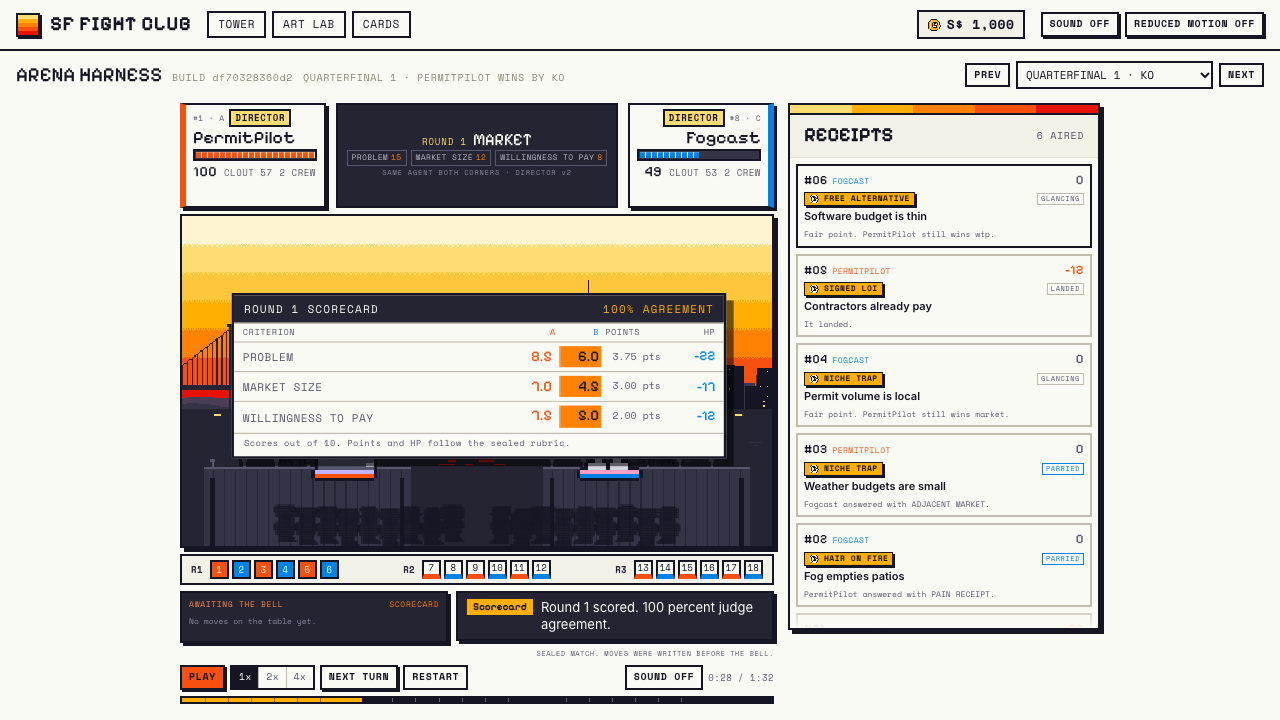 SF FIGHT CLUB
TOWER
ART LAB
CARDS
S$ 1,000
SOUND OFF
REDUCED MOTION OFF
ARENA HARNESS
BUILD df70328360d2 QUARTERFINAL 1 · PERMITPILOT WINS BY KO
PREV
QUARTERFINAL 1 · KO
NEXT
#1 · A DIRECTOR
PermitPilot
100 CLOUT 57 2 CREW
ROUND 1 MARKET
PROBLEM 15
MARKET SIZE 12
WILLINGNESS TO PAY 8
SAME AGENT BOTH CORNERS · DIRECTOR v2
DIRECTOR #8 · C
Fogcast
49 CLOUT 53 2 CREW
ROUND 1 SCORECARD 100% AGREEMENT
CRITERION A B POINTS HP
PROBLEM 8.5 6.0 3.75 pts -22
MARKET SIZE 7.0 4.5 3.00 pts -17
WILLINGNESS TO PAY 7.5 5.0 2.00 pts -12
Scores out of 10. Points and HP follow the sealed rubric.
R1 1 2 3 4 5 6
R2 7 8 9 10 11 12
R3 13 14 15 16 17 18
AWAITING THE BELL SCORECARD
No moves on the table yet.
Scorecard
Round 1 scored. 100 percent judge
agreement.
SEALED MATCH. MOVES WERE WRITTEN BEFORE THE BELL.
PLAY
1x 2x 4x
NEXT TURN
RESTART
SOUND OFF
0:28 / 1:32
RECEIPTS 6 AIRED
#06 FOGCAST 0
FREE ALTERNATIVE GLANCING
Software budget is thin
Fair point. PermitPilot still wins wtp.
#05 PERMITPILOT -12
SIGNED LOI LANDED
Contractors already pay
It landed.
#04 FOGCAST 0
NICHE TRAP GLANCING
Permit volume is local
Fair point. PermitPilot still wins market.
#03 PERMITPILOT 0
NICHE TRAP PARRIED
Weather budgets are small
Fogcast answered with ADJACENT MARKET.
#02 FOGCAST 0
HAIR ON FIRE PARRIED
Fog empties patios
PermitPilot answered with PAIN RECEIPT.